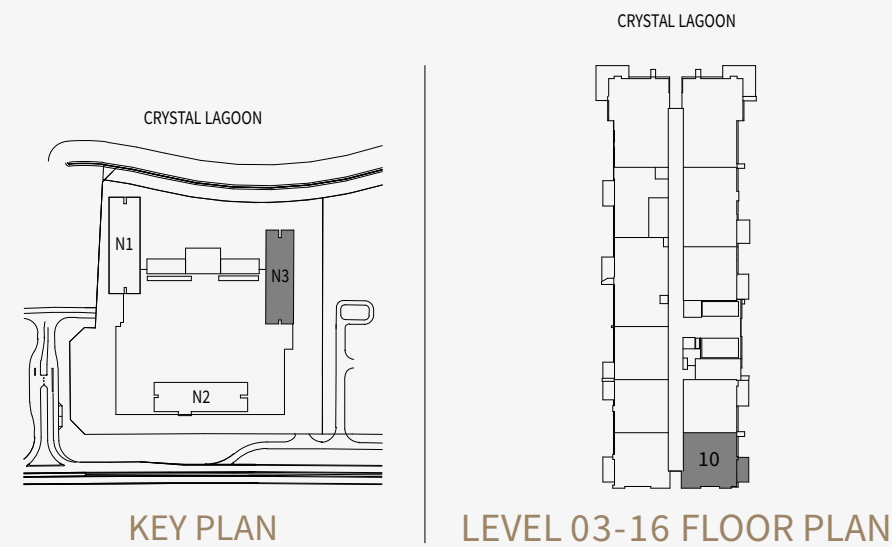 CRYSTAL LAGOON
N1
N3
N2
KEY PLAN
CRYSTAL LAGOON
10
LEVEL 03-16 FLOOR PLAN